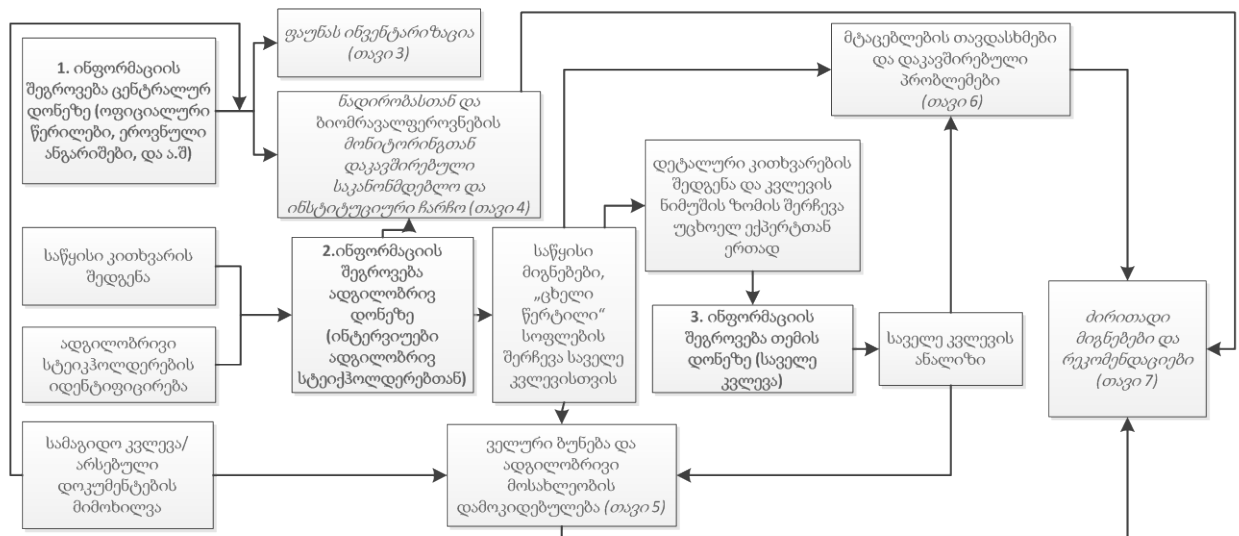 1. ინფორმაციის
შეგროვება ცენტრალურ
დონეზე (ოფიციალური
წერილები, ეროვნული
ანგარიშები, და ა.შ)
ფაუნას ინვენტარიზაცია
(თავი 3)
ნადირობასთან და
ბიომრავალფეროვნების
მონიტორინგთან
დაკავშირებული
საკანონმდებლო და
ინსტიტუციური ჩარჩო (თავი 4)
მტაცებლების თავდასხმები
და დაკავშირებული
პრობლემები
(თავი 6)
დეტალური კითხვარების
შედგენა და კვლევის
ნიმუშის ზომის შერჩევა
უცხოელ ექპერტთან
ერთად
საწყისი კითხვარის
შედგენა
ადგილობრივი
სტეიკჰოლდერების
იდენტიფიცირება
2.ინფორმაციის
შეგროვება
ადგილობრივ
დონეზე
(ინტერვიუები
ადგილობრივ
სტეიქჰოლდერებთან)
საწყისი
მიგნებები,
„ცხელი
წერტილი“
სოფლების
შერჩევა საველე
კვლევისთვის
3. ინფორმაციის
შეგროვება თემის
დონეზე (საველე
კვლევა)
საველე კვლევის
ანალიზი
ძირითადი
მიგნებები და
რეკომენდაციები
(თავი 7)
სამაგიდო კვლევა/
არსებული
დოკუმენტების
მიმოხილვა
ველური ბუნება და
ადგილობრივი
მოსახლეობის
დამოკიდებულება (თავი 5)